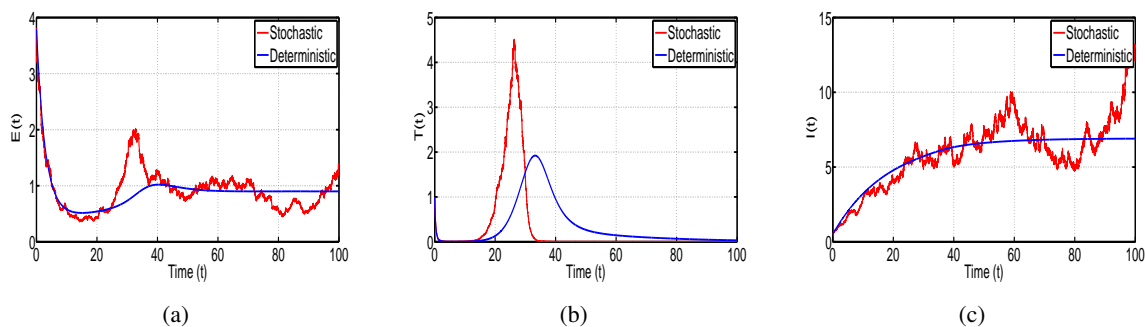 4
3
2
1
0
0 20 40 60 80 100
E(t)
Time (t)
Stochastic
Deterministic
(a)
5
4
3
2
1
0
0 20 40 60 80 100
T(t)
Time (t)
Stochastic
Deterministic
(b)
15
10
5
0
0 20 40 60 80 100
I(t)
Time (t)
Stochastic
Deterministic
(c)